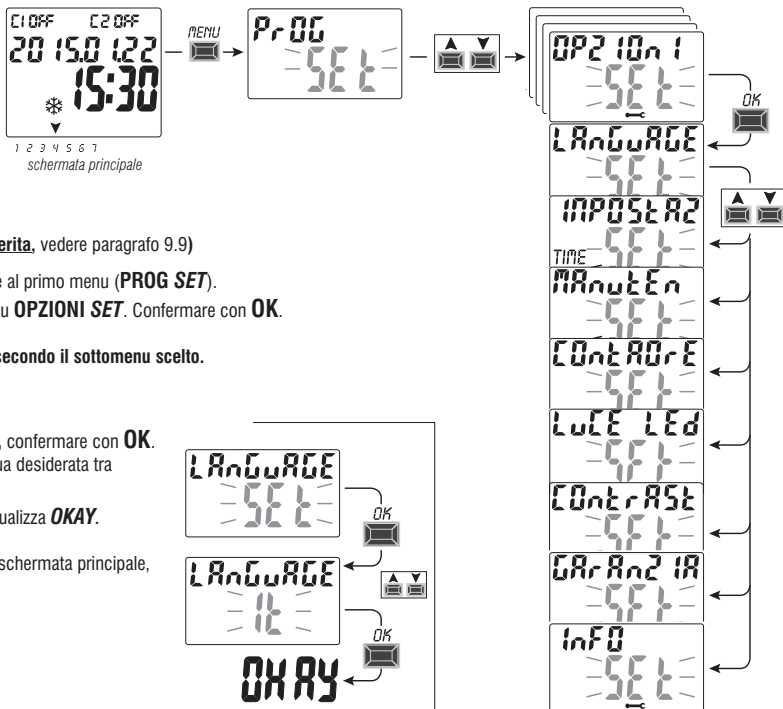 C1 OFF C2 OFF
2015.01.22
15:30
1 2 3 4 5 6 7
schermata principale
MENU
PrOG
SEt
OPZIOnI
SEt
OK
LAnGuAGE
SEt
IMPOStAZ
TIME
SEt
MAnutEn
SEt
COntAOrE
SEt
LuCE LEd
SEt
COntrASt
SEt
GArAnZIA
SEt
InFO
SEt
erita, vedere paragrafo 9.9)
e al primo menu (PROG SET).
u OPZIONI SET. Confermare con OK.
secondo il sottomenu scelto.
, confermare con OK.
ua desiderata tra
ualizza OKAY.
schermata principale,
LAnGuAGE
SEt
OK
LAnGuAGE
It
OK
OKAY